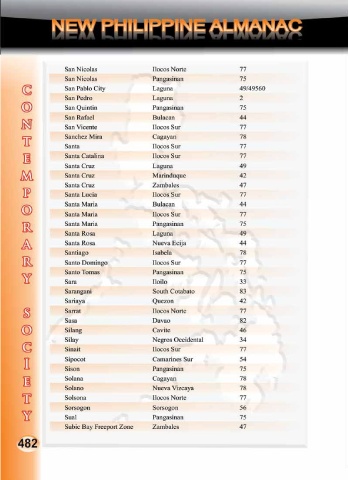 NEW PHILIPPINE ALMANAC
CONTEMPORARY SOCIETY
San Nicolas Ilocos Norte 77
San Nicolas Pangasinan 75
San Pablo City Laguna 49/49560
San Pedro Laguna 2
San Quintin Pangasinan 75
San Rafael Bulacan 44
San Vicente Ilocos Sur 77
Sanchez Mira Cagayan 78
Santa Ilocos Sur 77
Santa Catalina Ilocos Sur 77
Santa Cruz Laguna 49
Santa Cruz Marinduque 42
Santa Cruz Zambales 47
Santa Lucia Ilocos Sur 77
Santa Maria Bulacan 44
Santa Maria Ilocos Sur 77
Santa Maria Pangasinan 75
Santa Rosa Laguna 49
Santa Rosa Nueva Ecija 44
Santiago Isabela 78
Santo Domingo Ilocos Sur 77
Santo Tomas Pangasinan 75
Sara Iloilo 33
Sarangani South Cotabato 83
Sariaya Quezon 42
Sarrat Ilocos Norte 77
Sasa Davao 82
Silang Cavite 46
Silay Negros Occidental 34
Sinait Ilocos Sur 77
Sipocot Camarines Sur 54
Sison Pangasinan 75
Solana Cagayan 78
Solano Nueva Vizcaya 78
Solsona Ilocos Norte 77
Sorsogon Sorsogon 56
Sual Pangasinan 75
Subic Bay Freeport Zone Zambales 47
482